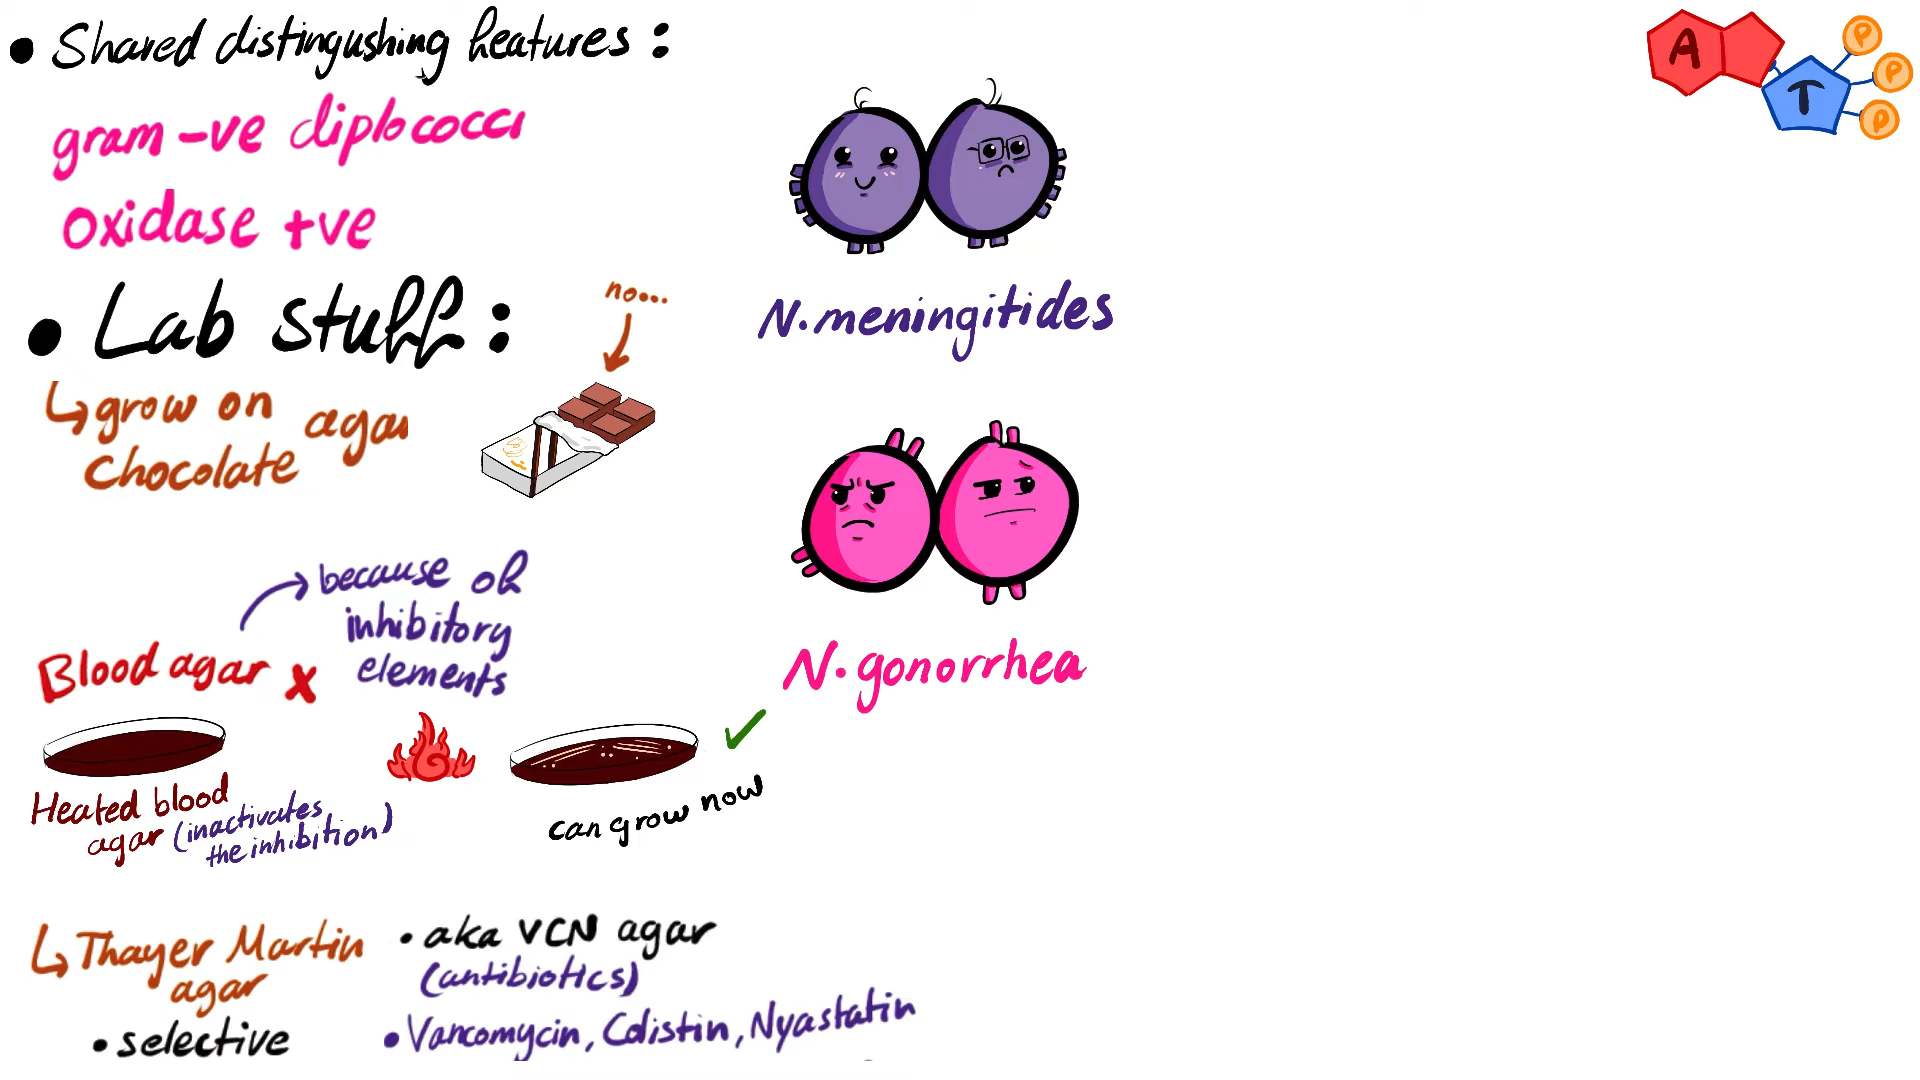 • Shared distingushing features :
gram -ve diplococci
oxidase +ve
• Lab stuff :
↳ grow on agar
chocolate
no...
because of
inhibitory
elements
Blood agar x
Heated blood
agar (inactivates
the inhibition)
can grow now
↳ Thayer Martin
agar
• selective
• aka VCN agar
(antibiotics)
• Vancomycin, Colistin, Nyastatin
N. meningitides
N. gonorrhea
A
T
P
P
P